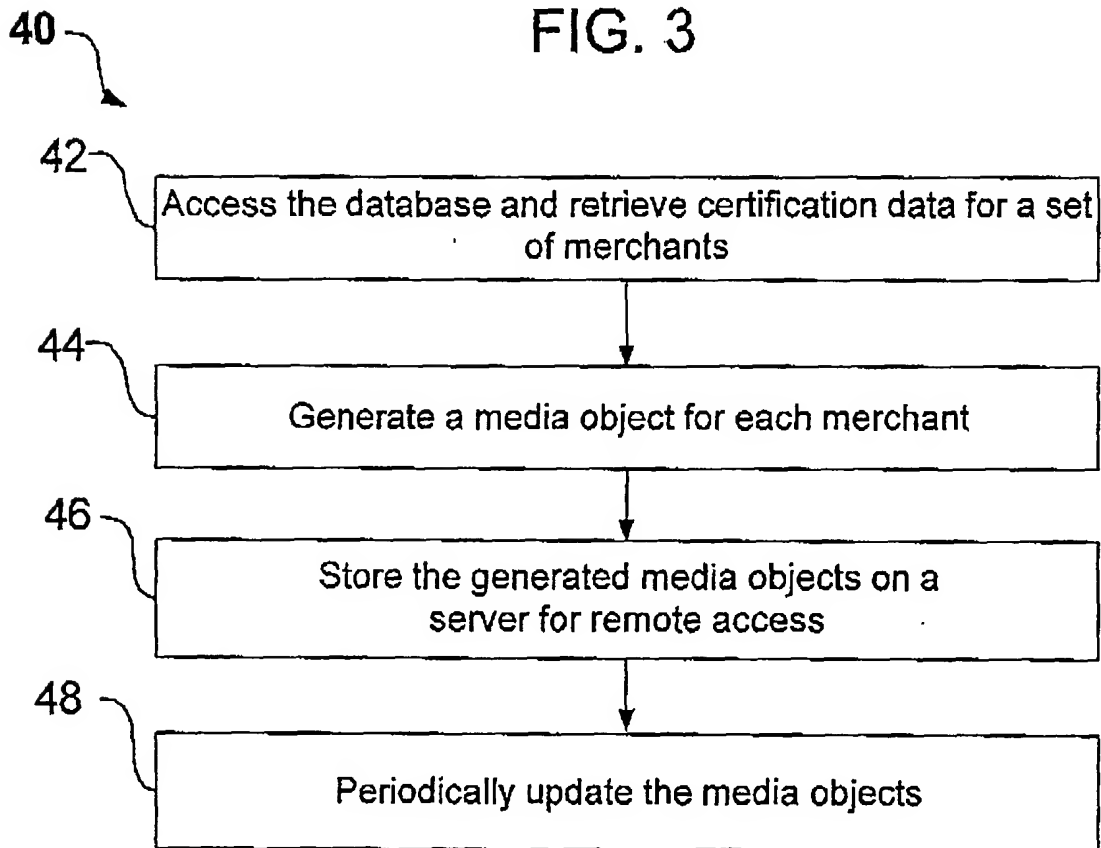 FIG. 3
40
42
Access the database and retrieve certification data for a set
of merchants
44
Generate a media object for each merchant
46
Store the generated media objects on a
server for remote access
48
Periodically update the media objects